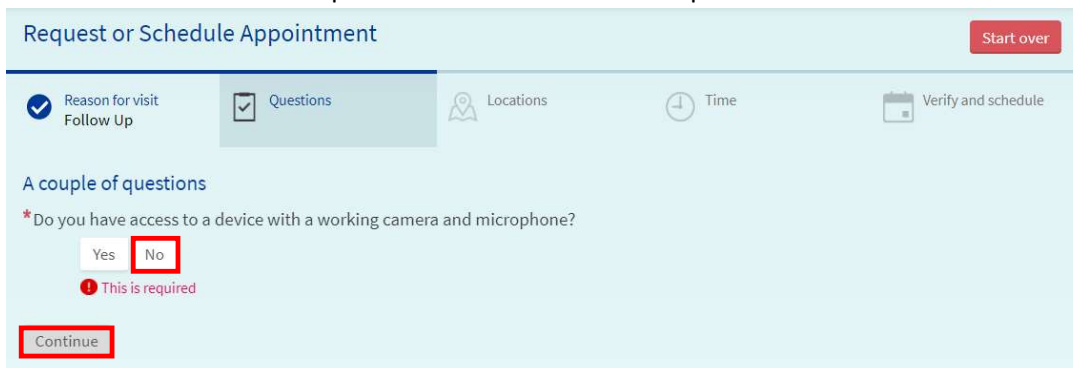 Request or Schedule Appointment
Start over
Reason for visit
Follow Up
Questions
Locations
Time
Verify and schedule
A couple of questions
*Do you have access to a device with a working camera and microphone?
Yes No
This is required
Continue